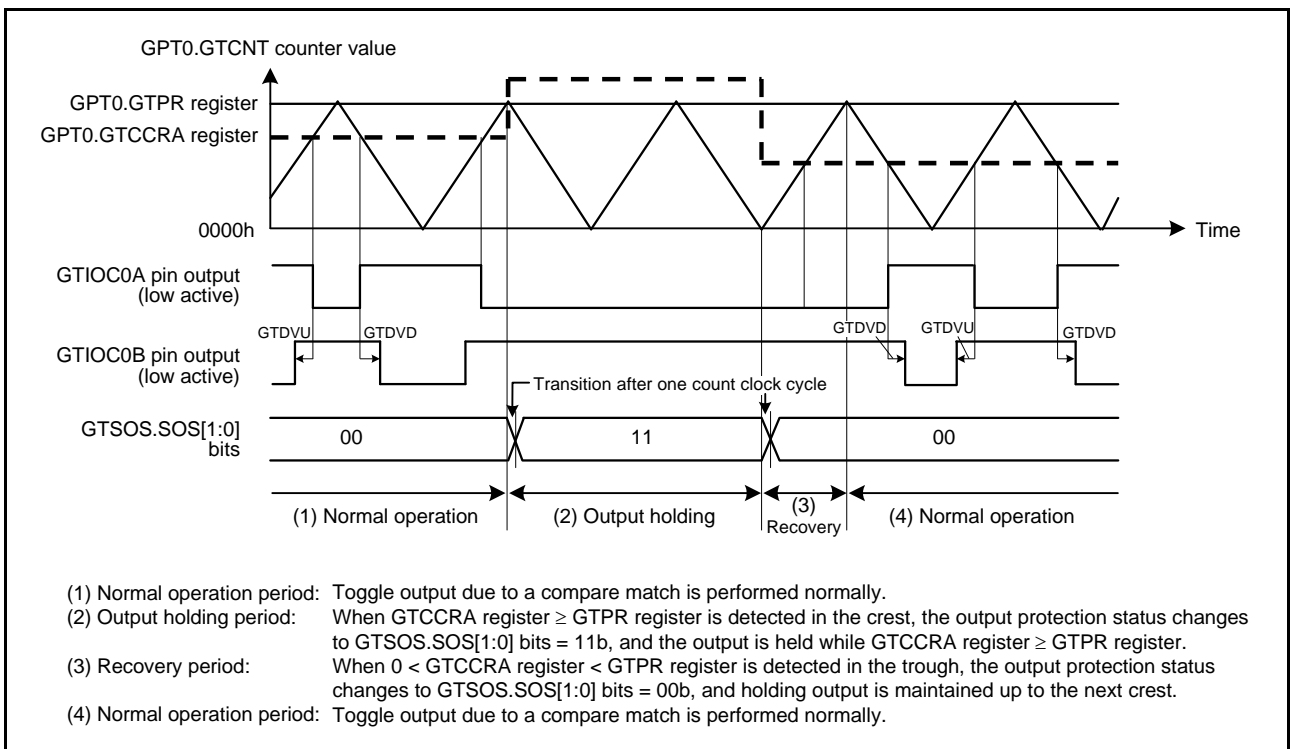 GPT0.GTCNT counter value
GPT0.GTPR register
GPT0.GTCCRA register
0000h
Time
GTIOC0A pin output
(low active)
GTDVU
GTDVD
GTDVD
GTDVU
GTDVD
GTIOC0B pin output
(low active)
Transition after one count clock cycle
GTSOS.SOS[1:0]
bits
00
11
00
(1) Normal operation
(2) Output holding
(3)
Recovery
(4) Normal operation
(1) Normal operation period: Toggle output due to a compare match is performed normally.
(2) Output holding period: When GTCCRA register ≥ GTPR register is detected in the crest, the output protection status changes
to GTSOS.SOS[1:0] bits = 11b, and the output is held while GTCCRA register ≥ GTPR register.
(3) Recovery period: When 0 < GTCCRA register < GTPR register is detected in the trough, the output protection status
changes to GTSOS.SOS[1:0] bits = 00b, and holding output is maintained up to the next crest.
(4) Normal operation period: Toggle output due to a compare match is performed normally.